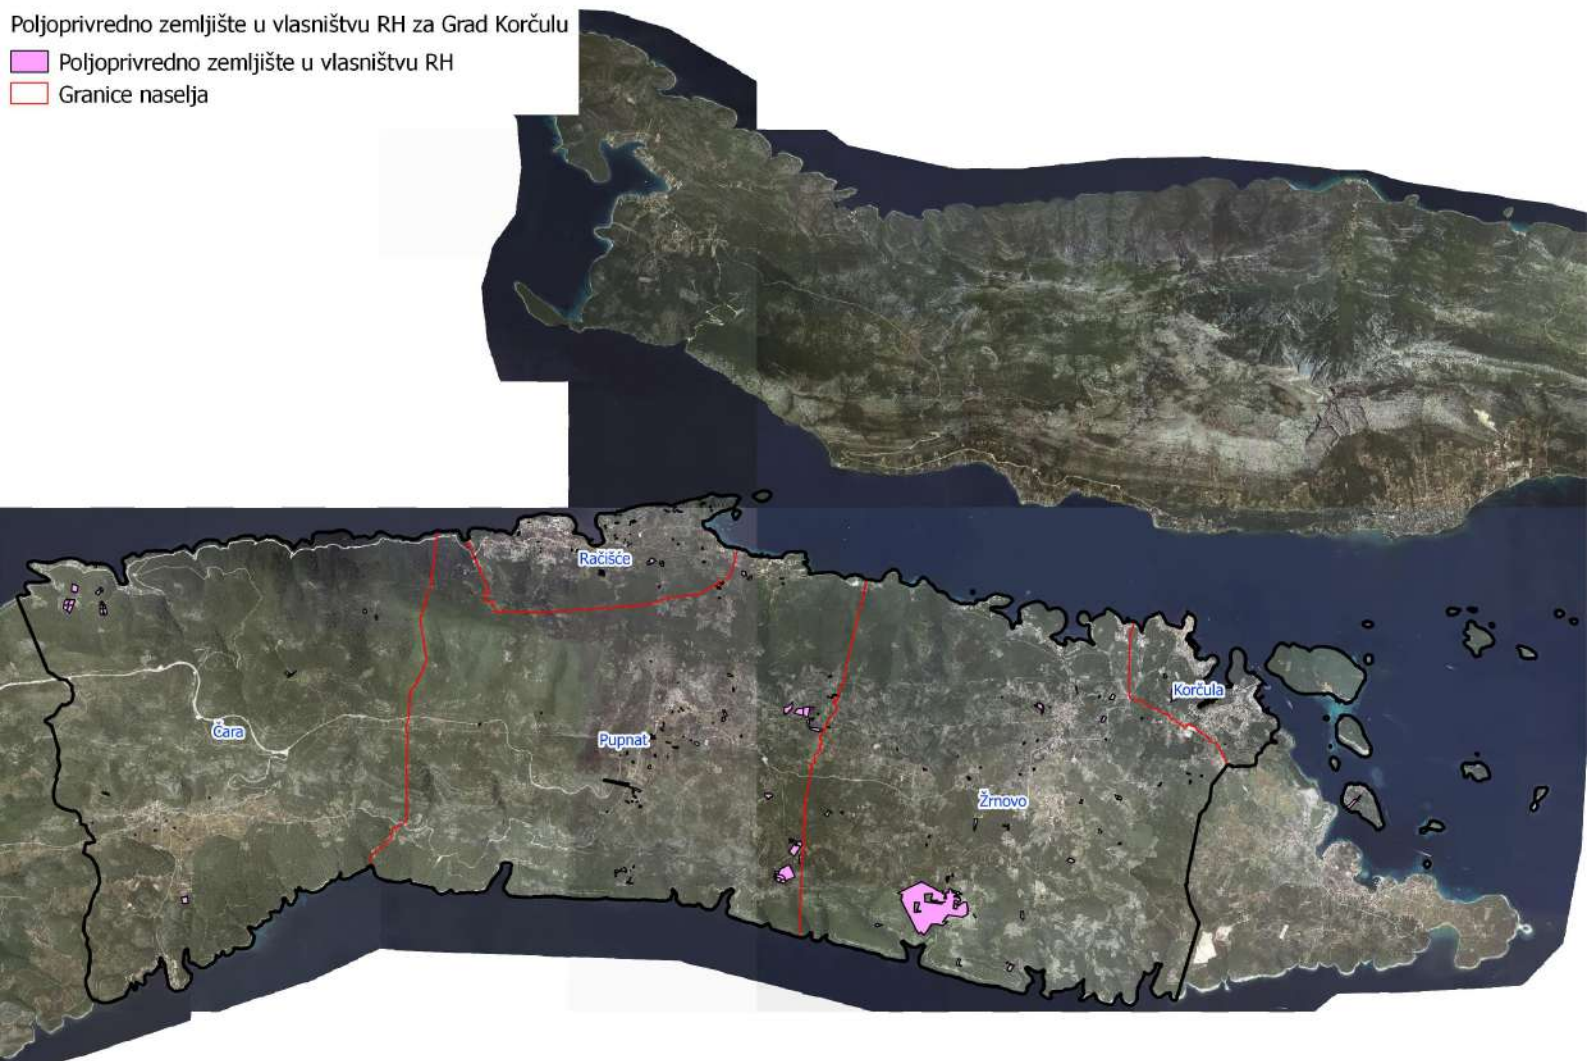 Poljoprivredno zemljište u vlasništvu RH za Grad Korčulu
Poljoprivredno zemljište u vlasništvu RH
Granice naselja
Račišće
Korčula
Čara
Pupnat
Žrnovo